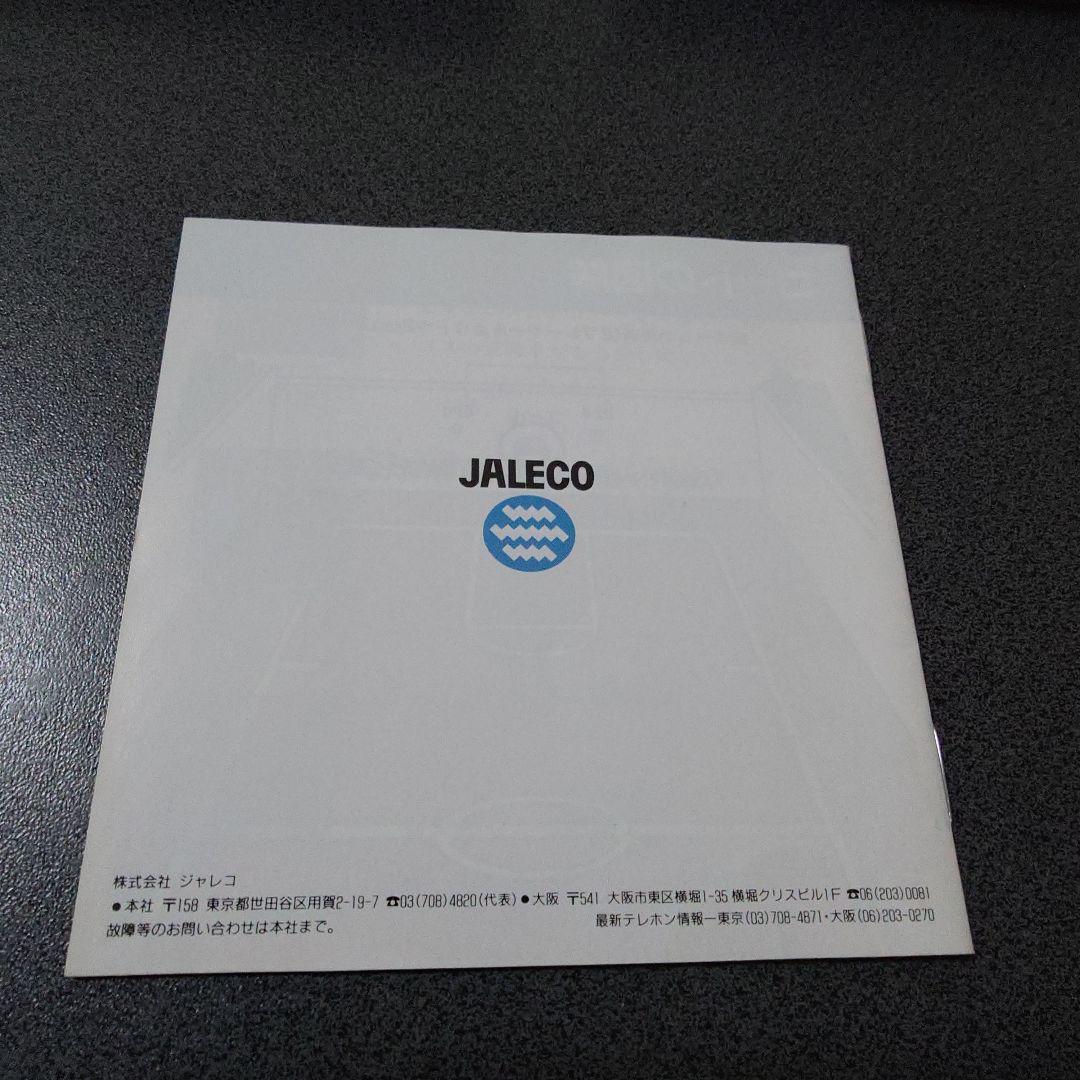 JALECO
株式会社 ジャレコ
●本社 〒158 東京都世田谷区用賀2-19-7 ☎03(708)4820(代表)●大阪 〒541 大阪市東区横堀1-35 横堀クリスビル1F ☎06(203)0081
最新テレホン情報ー東京(03)708-4871・大阪(06)203-0270
故障等のお問い合わせは本社まで。